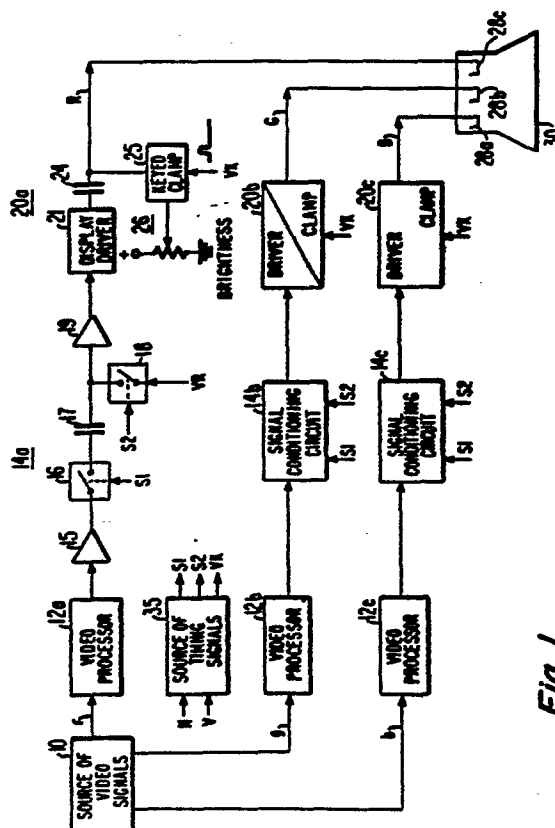 20a
14a
21
DISPLAY
DRIVER
24
25
KEYED
CLAMP
VK
+
26
BRIGHTNESS
R
19
18
S2
VR
17
16
S1
15
12a
VIDEO
PROCESSOR
r
10
SOURCE OF
VIDEO
SIGNALS
35
SOURCE OF
TIMING
SIGNALS
H
V
S1
S2
VK
g
12b
VIDEO
PROCESSOR
14b
SIGNAL
CONDITIONING
CIRCUIT
S1
S2
20b
DRIVER
CLAMP
VK
G
b
12c
VIDEO
PROCESSOR
14c
SIGNAL
CONDITIONING
CIRCUIT
S1
S2
20c
DRIVER
CLAMP
VK
B
28a
28b
28c
30
Fig. 1